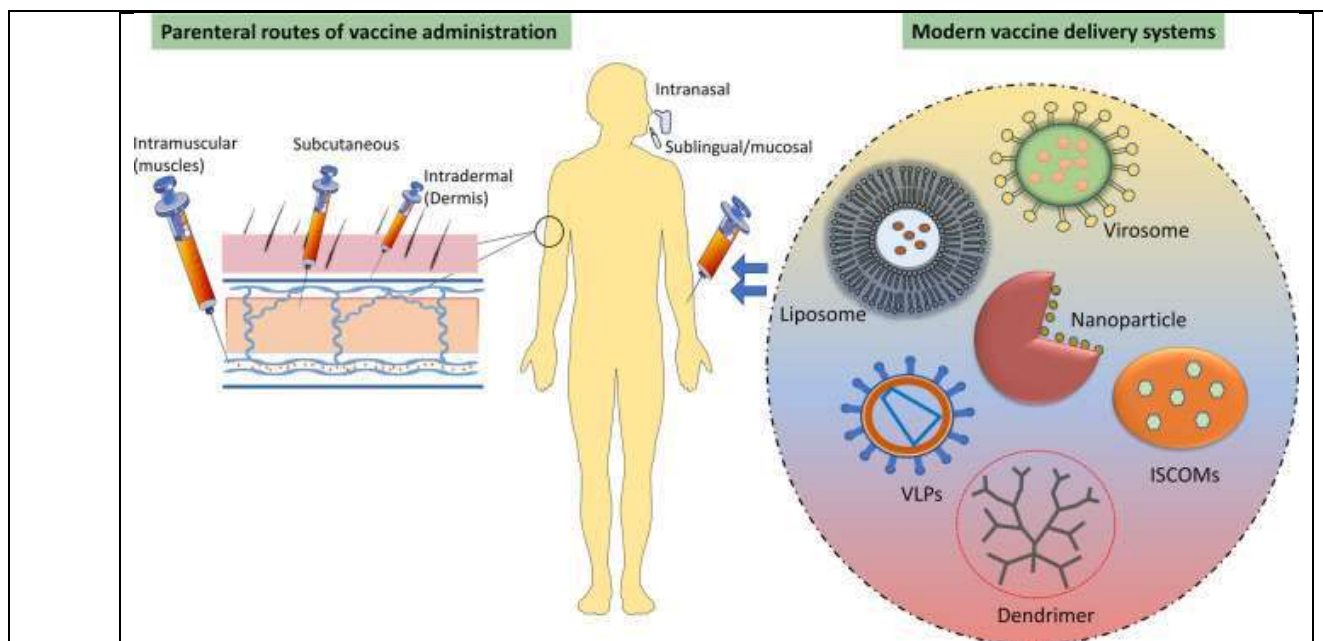 Parenteral routes of vaccine administration
Modern vaccine delivery systems
Intranasal
Sublingual/mucosal
Intramuscular
(muscles)
Subcutaneous
Intradermal
(Dermis)
Virosome
Liposome
Nanoparticle
VLPs
ISCOMs
Dendrimer